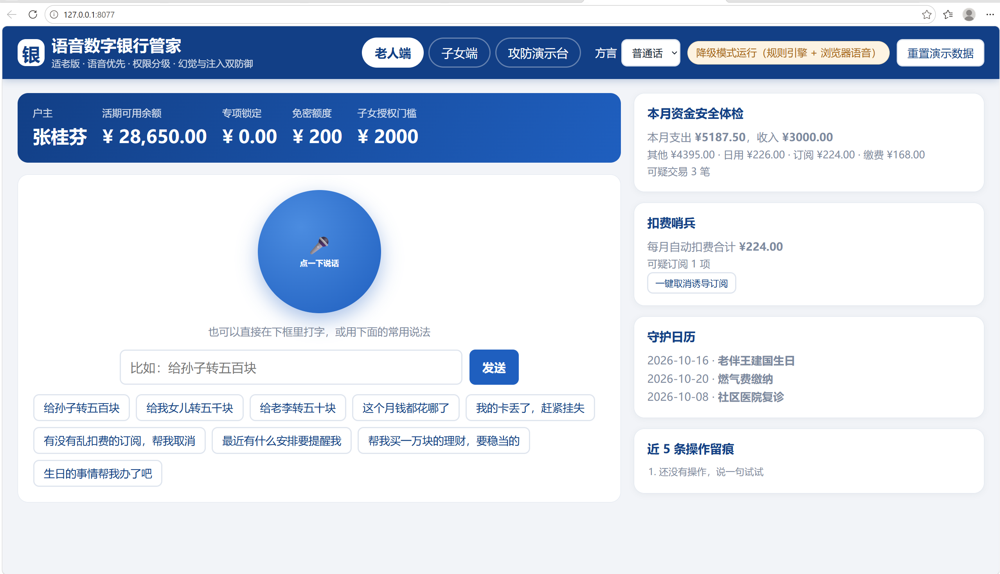 127.0.0.1:8077
银
语音数字银行管家
适老版 · 语音优先 · 权限分级 · 幻觉与注入双防御
老人端
子女端
攻防演示台
方言
普通话
降级模式运行（规则引擎 + 浏览器语音）
重置演示数据
户主
张桂芬
活期可用余额
¥ 28,650.00
专项锁定
¥ 0.00
免密额度
¥ 200
子女授权门槛
¥ 2000
点一下说话
也可以直接在下框里打字，或用下面的常用说法
比如：给孙子转五百块
发送
给孙子转五百块
给我女儿转五千块
给老李转五十块
这个月钱都花哪了
我的卡丢了，赶紧挂失
有没有乱扣费的订阅，帮我取消
最近有什么安排要提醒我
帮我买一万块的理财，要稳当的
生日的事情帮我办了吧
本月资金安全体检
本月支出 ¥5187.50，收入 ¥3000.00
其他 ¥4395.00 · 日用 ¥226.00 · 订阅 ¥224.00 · 缴费 ¥168.00
可疑交易 3 笔
扣费哨兵
每月自动扣费合计 ¥224.00
可疑订阅 1 项
一键取消诱导订阅
守护日历
2026-10-16 · 老伴王建国生日
2026-10-20 · 燃气费缴纳
2026-10-08 · 社区医院复诊
近 5 条操作留痕
1. 还没有操作，说一句试试